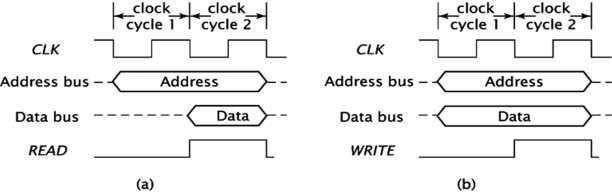 clock cycle 1
clock cycle 2
CLK
Address bus
Address
Data bus
Data
READ
(a)
clock cycle 1
clock cycle 2
CLK
Address bus
Address
Data bus
Data
WRITE
(b)